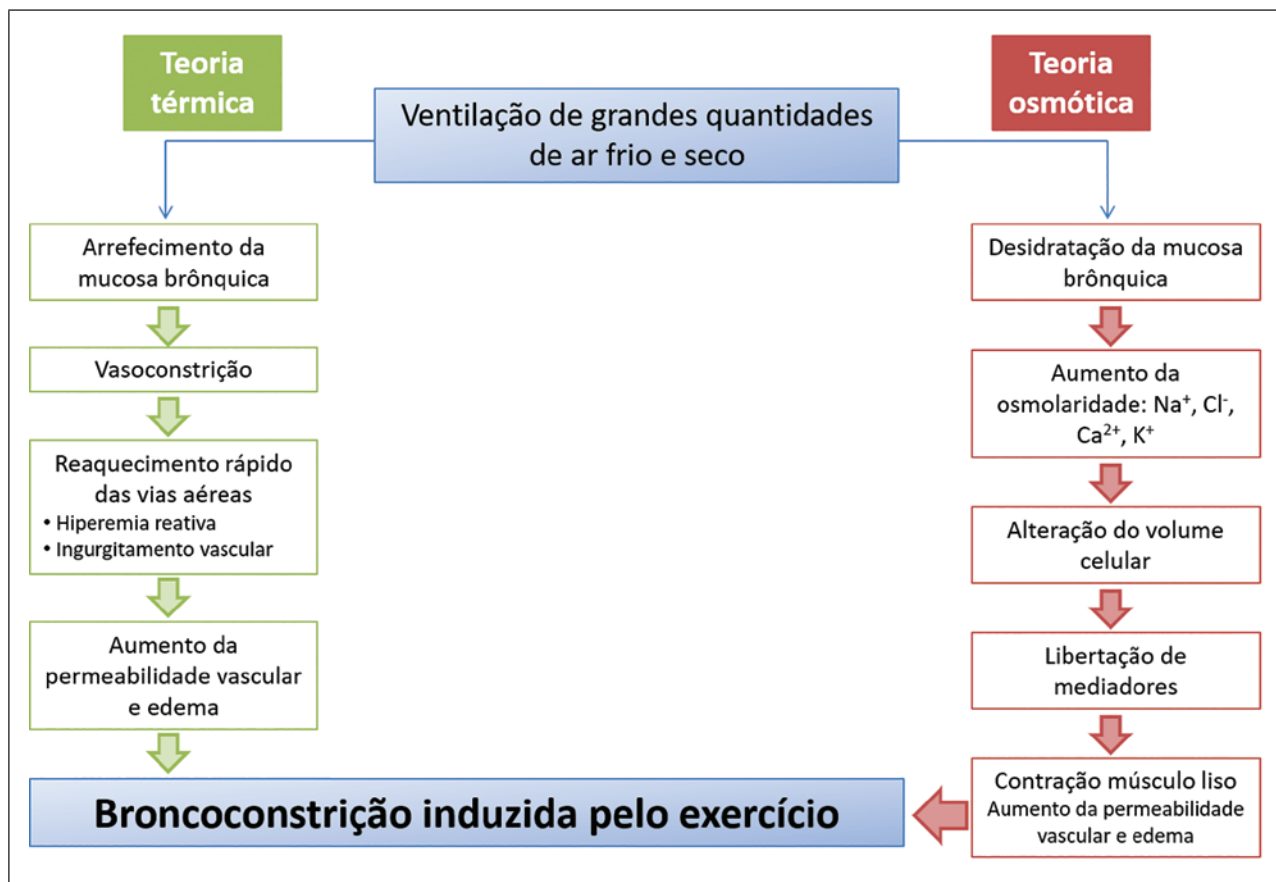 Teoria
térmica
Ventilação de grandes quantidades
de ar frio e seco
Teoria
osmótica
Arrefecimento da
mucosa brônquica
Vasoconstrição
Reaquecimento rápido
das vias aéreas
• Hiperemia reativa
• Ingurgitamento vascular
Aumento da
permeabilidade vascular
e edema
Desidratação da mucosa
brônquica
Aumento da
osmolaridade: Na⁺, Cl⁻,
Ca²⁺, K⁺
Alteração do volume
celular
Libertação de
mediadores
Contração músculo liso
Aumento da permeabilidade
vascular e edema
Broncoconstrição induzida pelo exercício